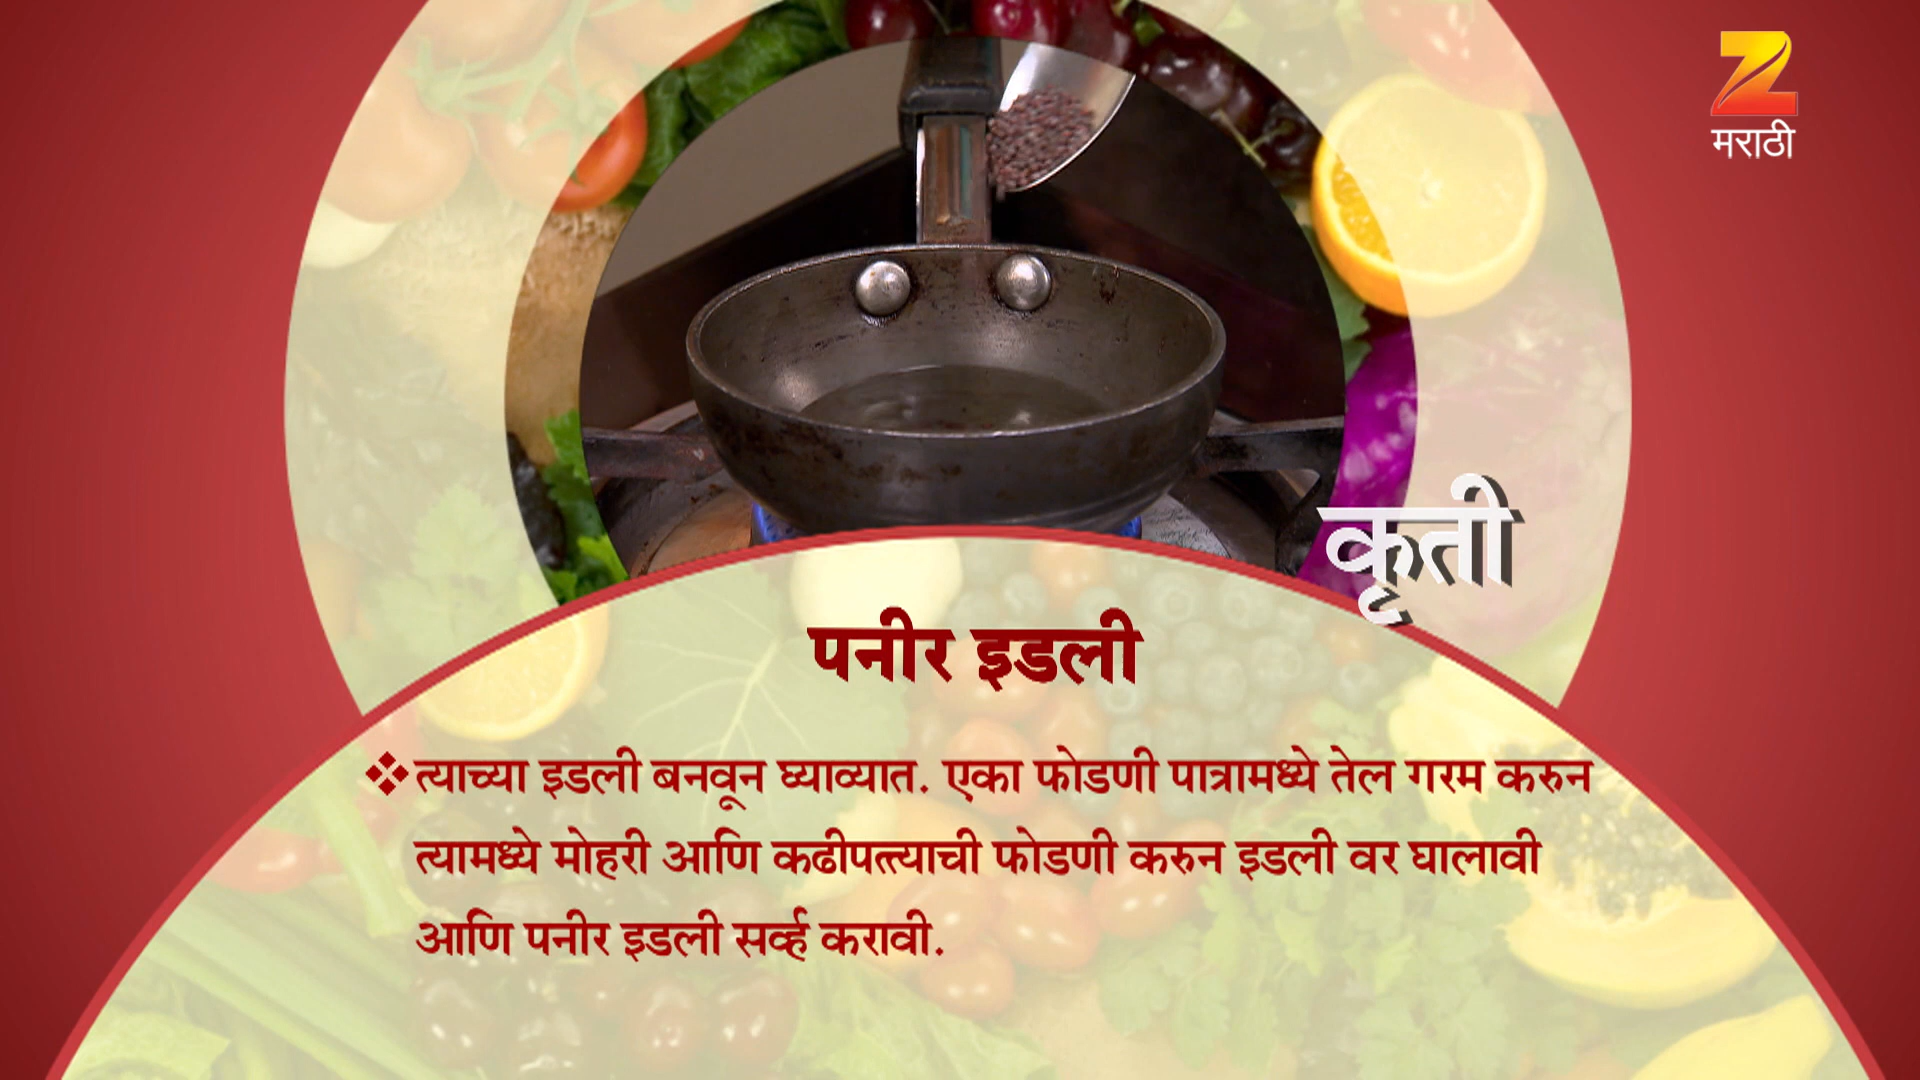 Z
मराठी
कृती
पनीर इडली
❖त्याच्या इडली बनवून घ्याव्यात. एका फोडणी पात्रामध्ये तेल गरम करुन
त्यामध्ये मोहरी आणि कढीपत्त्याची फोडणी करुन इडली वर घालावी
आणि पनीर इडली सर्व्ह करावी.